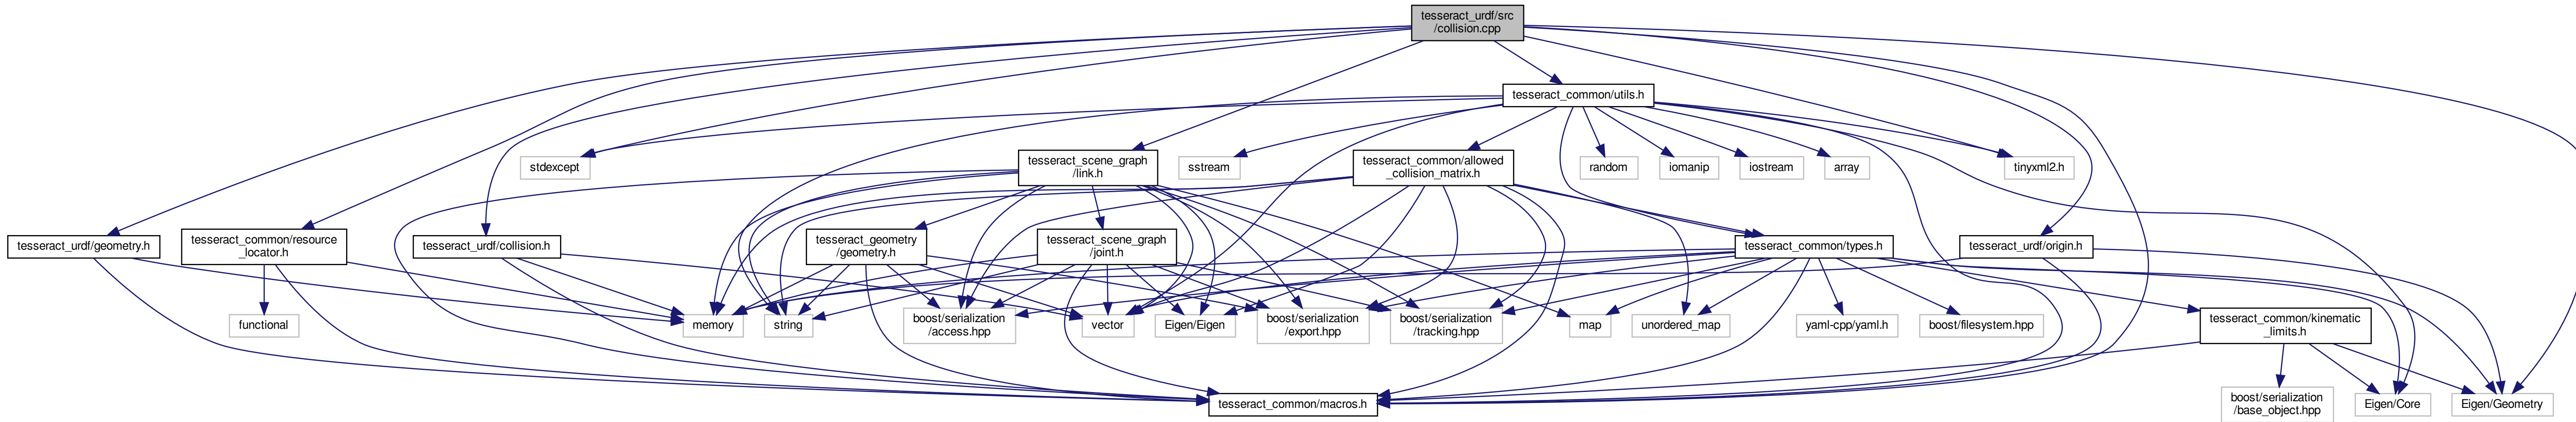 tesseract_urdf/src
/collision.cpp
tesseract_common/utils.h
stdexcept
tesseract_scene_graph
/link.h
sstream
tesseract_common/allowed
_collision_matrix.h
random
iomanip
iostream
array
tinyxml2.h
tesseract_urdf/geometry.h
tesseract_common/resource
_locator.h
tesseract_urdf/collision.h
tesseract_geometry
/geometry.h
tesseract_scene_graph
/joint.h
tesseract_common/types.h
tesseract_urdf/origin.h
functional
memory
string
boost/serialization
/access.hpp
vector
Eigen/Eigen
boost/serialization
/export.hpp
boost/serialization
/tracking.hpp
map
unordered_map
yaml-cpp/yaml.h
boost/filesystem.hpp
tesseract_common/kinematic
_limits.h
tesseract_common/macros.h
boost/serialization
/base_object.hpp
Eigen/Core
Eigen/Geometry